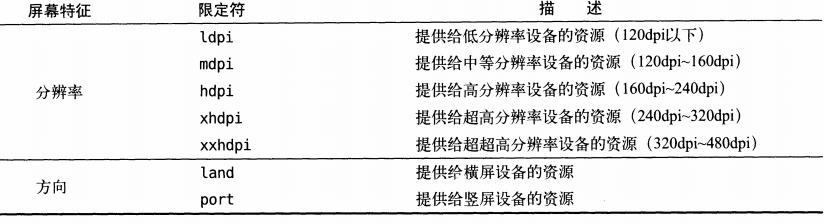 屏幕特征 限定符 描 述
ldpi 提供给低分辨率设备的资源（120dpi以下）
mdpi 提供给中等分辨率设备的资源（120dpi~160dpi）
分辨率 hdpi 提供给高分辨率设备的资源（160dpi~240dpi）
xhdpi 提供给超高分辨率设备的资源（240dpi~320dpi）
xxhdpi 提供给超超高分辨率设备的资源（320dpi~480dpi）
land 提供给横屏设备的资源
方向
port 提供给竖屏设备的资源